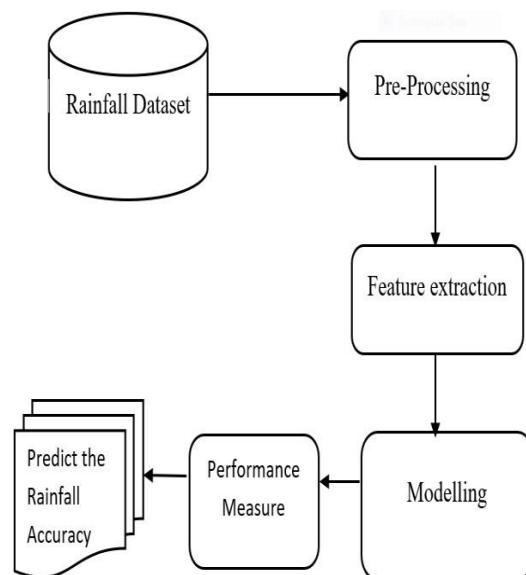 Rainfall Dataset
Pre-Processing
Feature extraction
Modelling
Performance
Measure
Predict the
Rainfall
Accuracy